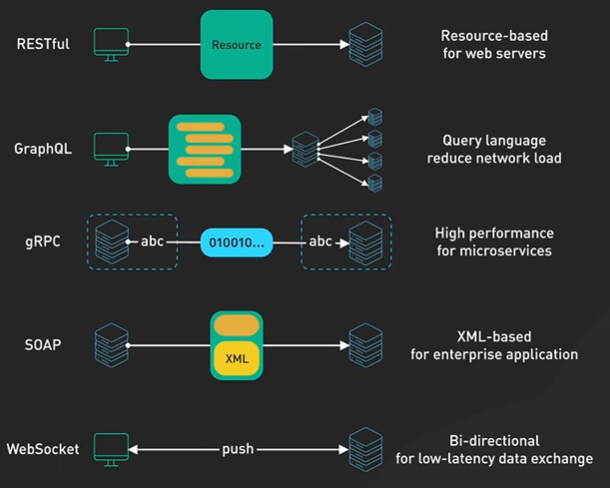 RESTful
Resource
Resource-based
for web servers
GraphQL
Query language
reduce network load
gRPC
abc
010010...
abc
High performance
for microservices
SOAP
XML
XML-based
for enterprise application
WebSocket
push
Bi-directional
for low-latency data exchange